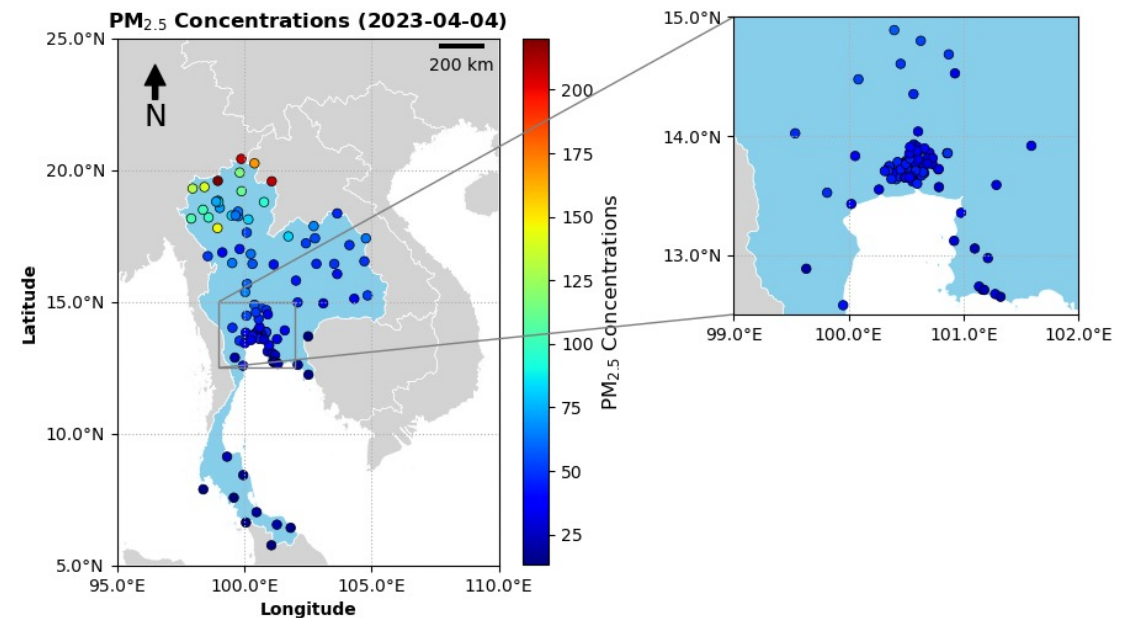 PM2.5 Concentrations (2023-04-04)
25.0°N
20.0°N
15.0°N
10.0°N
5.0°N
95.0°E
100.0°E
105.0°E
110.0°E
Latitude
Longitude
N
200 km
200
175
150
125
100
75
50
25
PM2.5 Concentrations
15.0°N
14.0°N
13.0°N
99.0°E
100.0°E
101.0°E
102.0°E